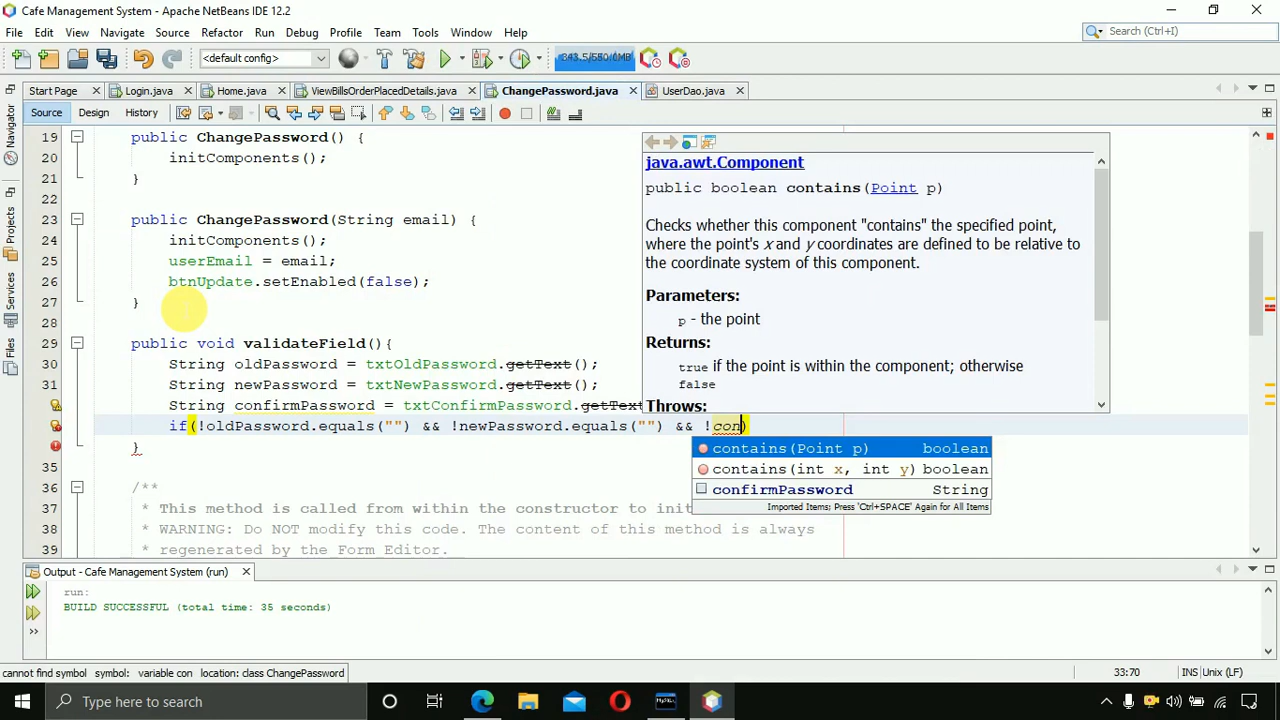 Cafe Management System - Apache NetBeans IDE 12.2
File Edit View Navigate Source Refactor Run Debug Profile Team Tools Window Help
Search (Ctrl+I)
<default config>
343.5/650.0MB
Start Page Login.java Home.java ViewBillsOrderPlacedDetails.java ChangePassword.java UserDao.java
Source Design History
Navigator
Projects
Services
Files
19 public ChangePassword() {
20 initComponents();
21 }
22
23 public ChangePassword(String email) {
24 initComponents();
25 userEmail = email;
26 btnUpdate.setEnabled(false);
27 }
28
29 public void validateField(){
30 String oldPassword = txtOldPassword.getText();
31 String newPassword = txtNewPassword.getText();
String confirmPassword = txtConfirmPassword.getText
if(!oldPassword.equals("") && !newPassword.equals("") && !con)
}
35
36 /**
37 * This method is called from within the constructor to init
38 * WARNING: Do NOT modify this code. The content of this method is always
39 * regenerated by the Form Editor.
java.awt.Component
public boolean contains(Point p)
Checks whether this component "contains" the specified point,
where the point's x and y coordinates are defined to be relative to
the coordinate system of this component.
Parameters:
p - the point
Returns:
true if the point is within the component; otherwise
false
Throws:
contains(Point p) boolean
contains(int x, int y) boolean
confirmPassword String
Imported Items; Press 'Ctrl+SPACE' Again for All Items
Output - Cafe Management System (run)
run:
BUILD SUCCESSFUL (total time: 35 seconds)
cannot find symbol symbol: variable con location: class ChangePassword
33:70
INS Unix (LF)
Type here to search